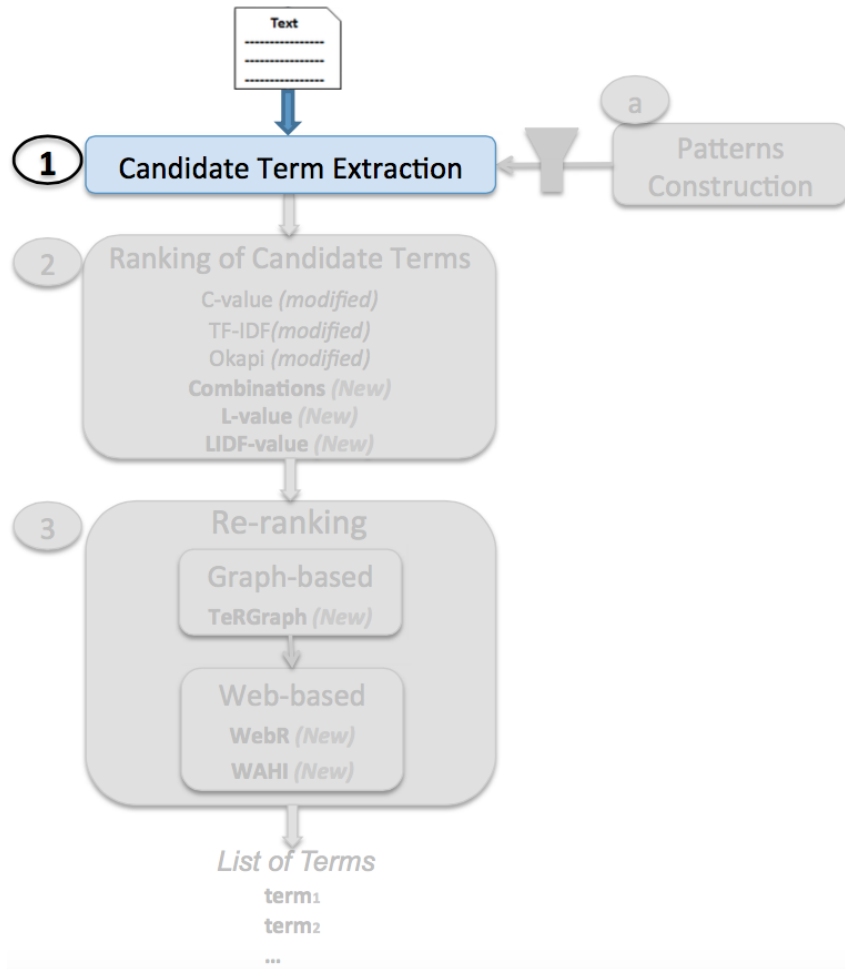 Text
a
1
Candidate Term Extraction
Patterns
Construction
2
Ranking of Candidate Terms
C-value (modified)
TF-IDF(modified)
Okapi (modified)
Combinations (New)
L-value (New)
LIDF-value (New)
3
Re-ranking
Graph-based
TeRGraph (New)
Web-based
WebR (New)
WAHI (New)
List of Terms
term₁
term₂
...